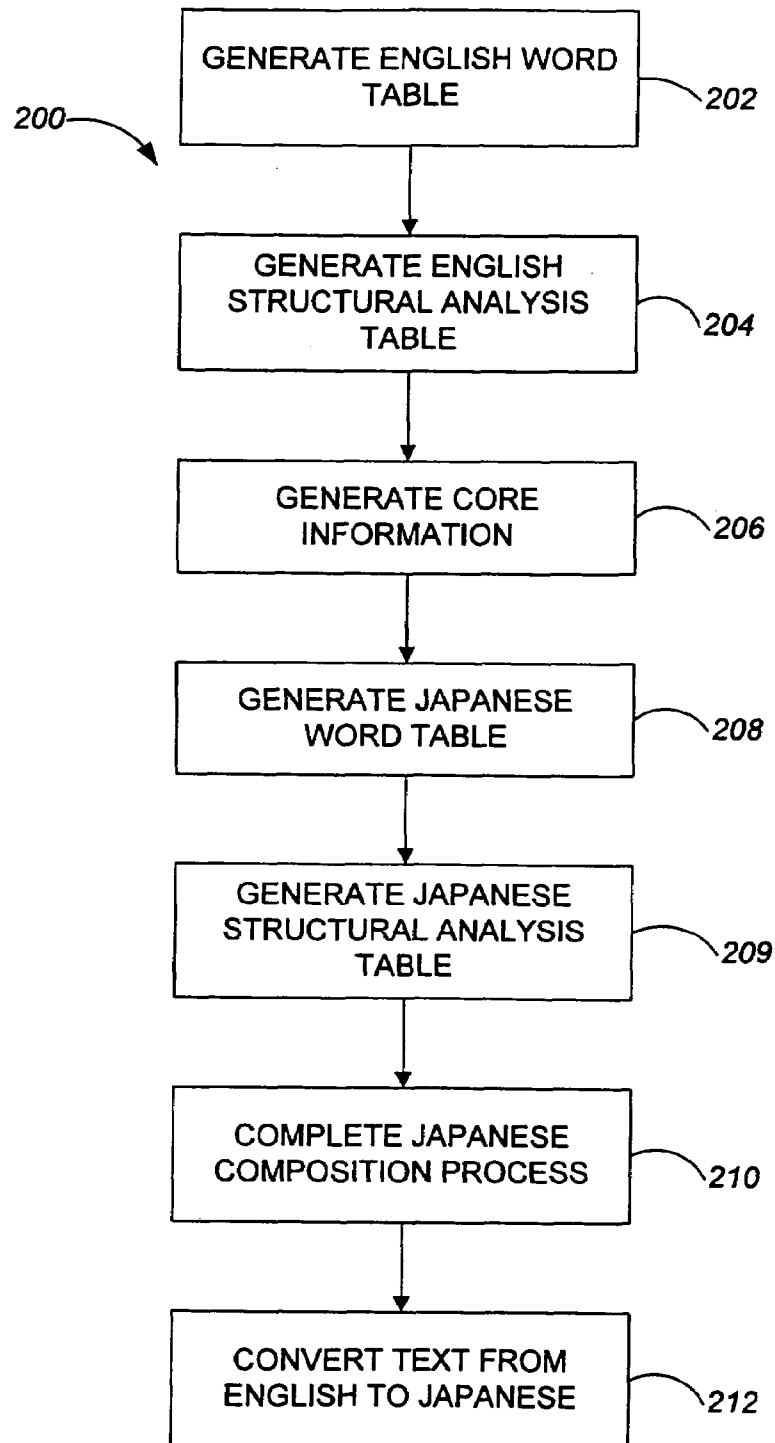 GENERATE ENGLISH WORD
TABLE
202
200
GENERATE ENGLISH
STRUCTURAL ANALYSIS
TABLE
204
GENERATE CORE
INFORMATION
206
GENERATE JAPANESE
WORD TABLE
208
GENERATE JAPANESE
STRUCTURAL ANALYSIS
TABLE
209
COMPLETE JAPANESE
COMPOSITION PROCESS
210
CONVERT TEXT FROM
ENGLISH TO JAPANESE
212